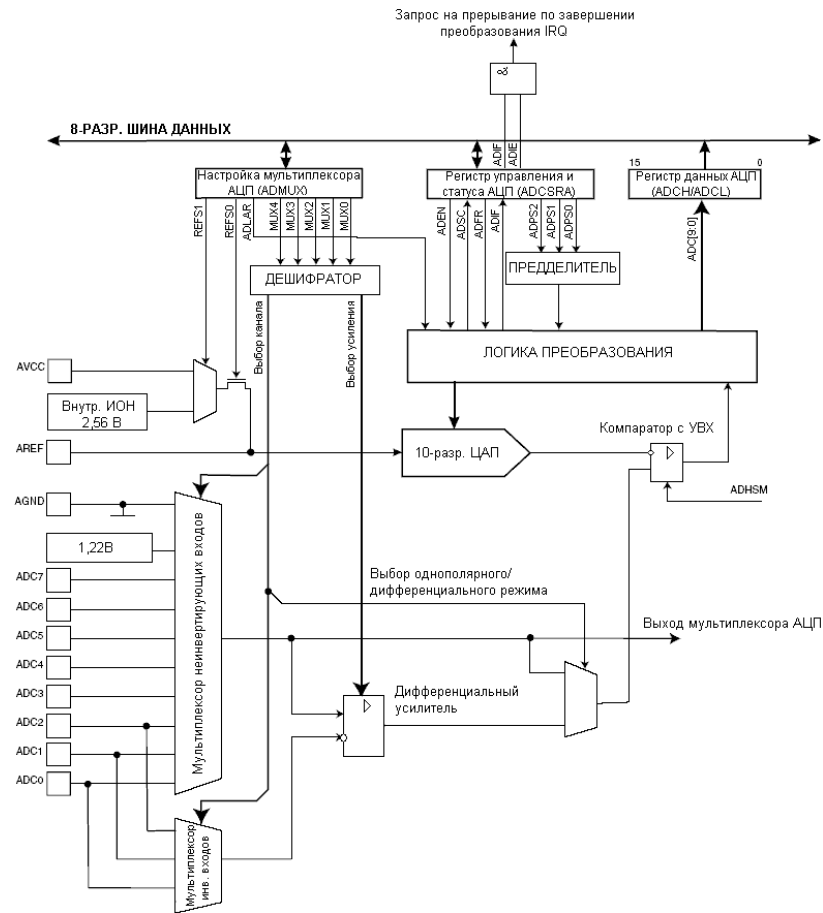 Запрос на прерывание по завершении
преобразования IRQ
&
8-РАЗР. ШИНА ДАННЫХ
ADIF
ADIE
15
0
Настройка мультиплексора
АЦП (ADMUX)
Регистр управления и
статуса АЦП (ADCSRA)
Регистр данных АЦП
(ADCH/ADCL)
REFS1
REFS0
ADLAR
MUX4
MUX3
MUX2
MUX1
MUX0
ADEN
ADSC
ADFR
ADIF
ADPS2
ADPS1
ADPS0
ADC[9:0]
ДЕШИФРАТОР
ПРЕДДЕЛИТЕЛЬ
Выбор канала
Выбор усиления
ЛОГИКА ПРЕОБРАЗОВАНИЯ
AVCC
Внутр. ИОН
2,56 В
AREF
10-разр. ЦАП
Компаратор с УВХ
ADHSM
AGND
1,22В
Мультиплексор неинвертирующих входов
ADC7
ADC6
ADC5
ADC4
ADC3
ADC2
ADC1
ADC0
Выбор однополярного/
дифференциального режима
Выход мультиплексора АЦП
Дифференциальный
усилитель
Мультиплексор
инв. входов